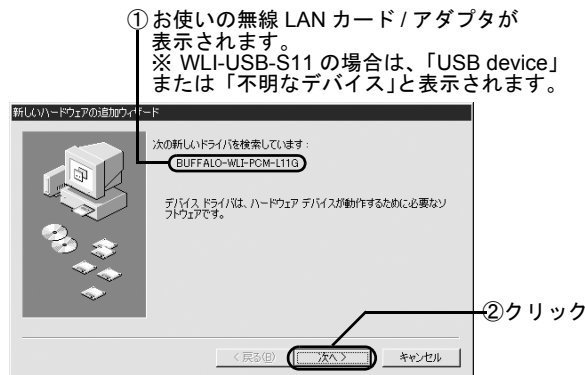 ①お使いの無線 LAN カード / アダプタが
表示されます。
※ WLI-USB-S11 の場合は、「USB device」
または「不明なデバイス」と表示されます。
新しいハードウェアの追加ウィザード
次の新しいドライバを検索しています:
BUFFALO-WLI-PCM-L11G
デバイス ドライバは、ハードウェア デバイスが動作するために必要なソ
フトウェアです。
②クリック
< 戻る(B) 次へ > キャンセル